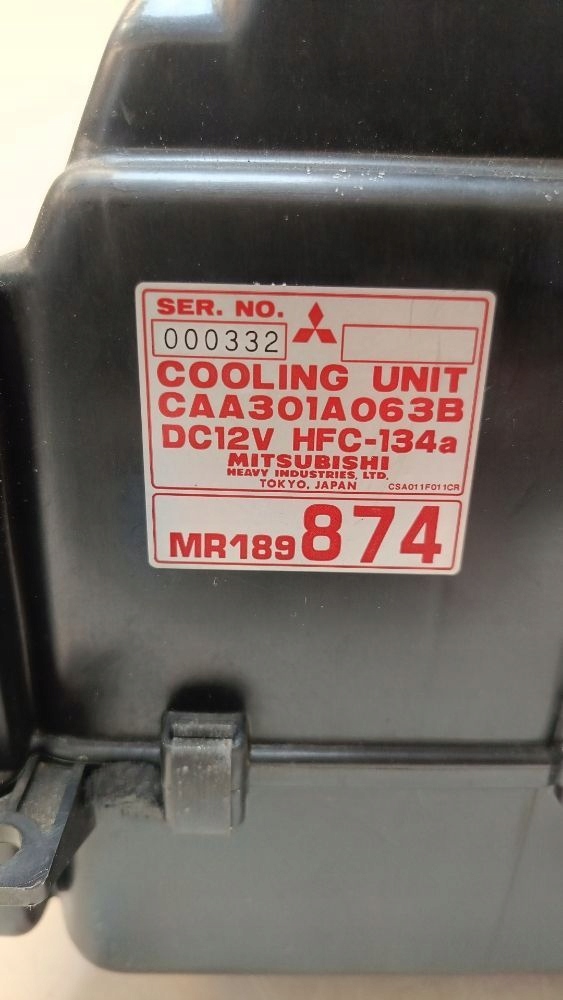 SER. NO.
000332
COOLING UNIT
CAA301A063B
DC12V HFC-134a
MITSUBISHI
HEAVY INDUSTRIES, LTD.
TOKYO, JAPAN
CSA011F011CR
MR189874